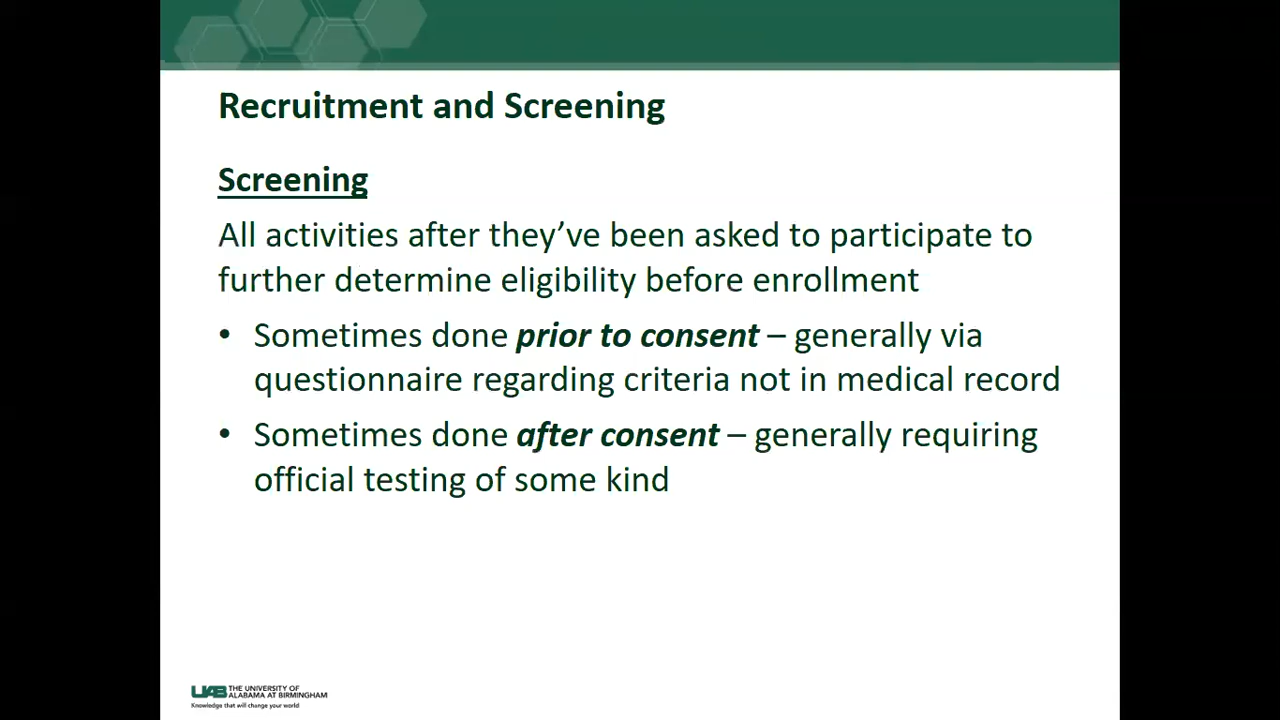 Recruitment and Screening
Screening
All activities after they’ve been asked to participate to
further determine eligibility before enrollment
• Sometimes done prior to consent – generally via
questionnaire regarding criteria not in medical record
• Sometimes done after consent – generally requiring
official testing of some kind
UAB THE UNIVERSITY OF
ALABAMA AT BIRMINGHAM
Knowledge that will change your world